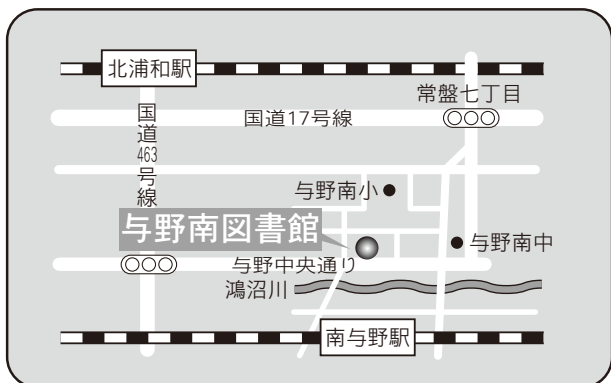 北浦和駅
常盤七丁目
国道17号線
国道463号線
与野南小
与野南図書館
与野南中
与野中央通り
鴻沼川
南与野駅